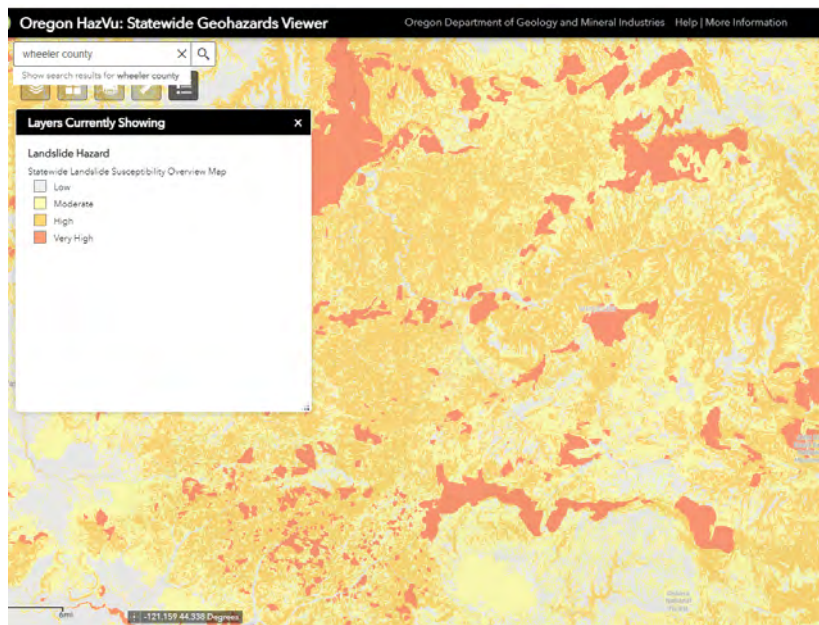 Oregon HazVu: Statewide Geohazards Viewer
Oregon Department of Geology and Mineral Industries Help | More Information
wheeler county
Show search results for wheeler county
Layers Currently Showing
Landslide Hazard
Statewide Landslide Susceptibility Overview Map
Low
Moderate
High
Very High
6mi
-121.159 44.338 Degrees